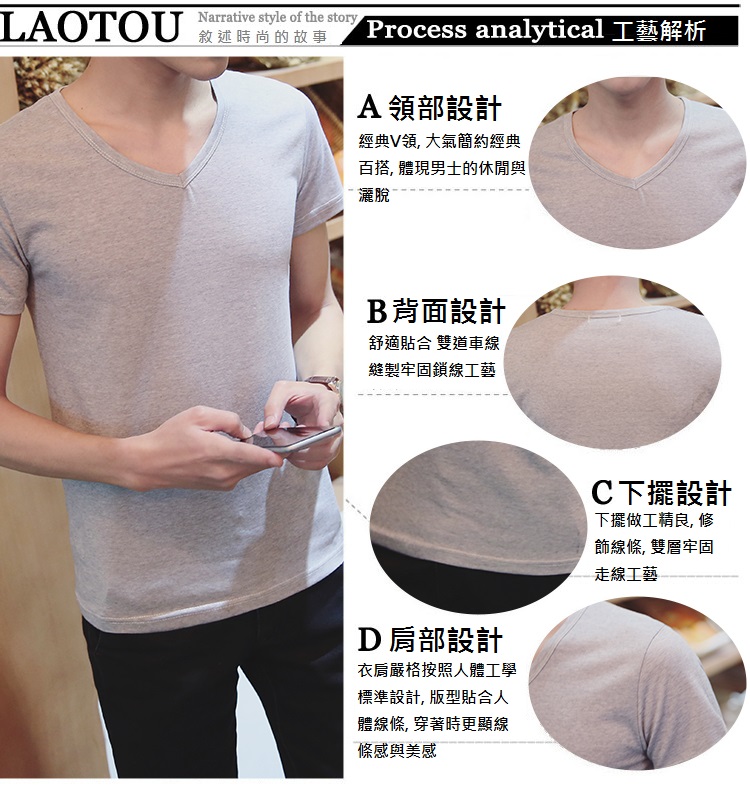 LAOTOU
Narrative style of the story
敘述時尚的故事
Process analytical 工藝解析
A 領部設計
經典V領, 大氣簡約經典
百搭, 體現男士的休閒與
灑脫
B 背面設計
舒適貼合 雙道車線
縫製牢固鎖線工藝
C 下擺設計
下擺做工精良, 修
飾線條, 雙層牢固
走線工藝
D 肩部設計
衣肩嚴格按照人體工學
標準設計, 版型貼合人
體線條, 穿著時更顯線
條感與美感